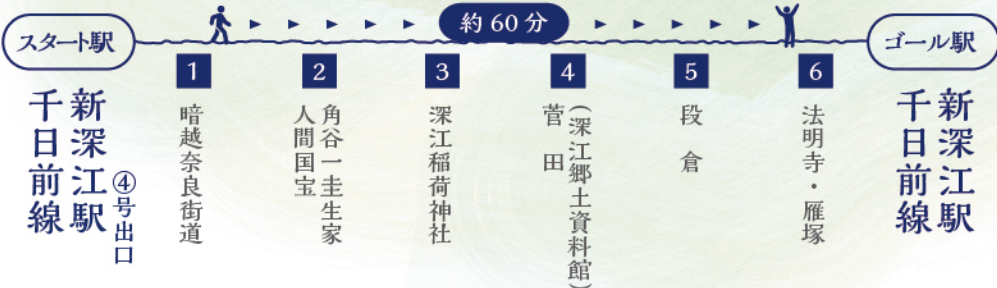 約60分
スタート駅
千日前線
新深江駅
④号出口
1
暗越奈良街道
2
人間国宝
角谷一圭生家
3
深江稲荷神社
4
菅田
(深江郷土資料館)
5
段倉
6
法明寺・雁塚
ゴール駅
千日前線
新深江駅